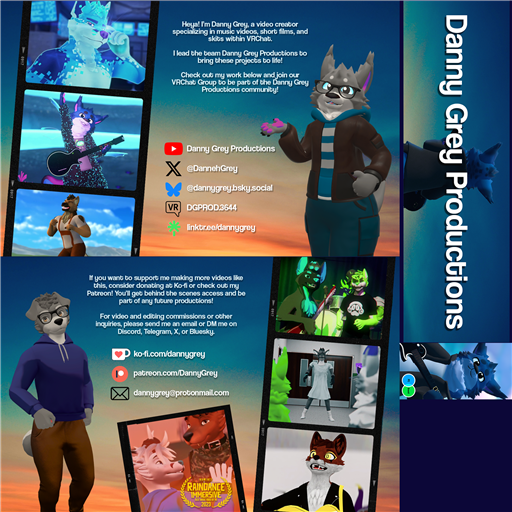 Heya! I'm Danny Grey, a video creator
specializing in music videos, short films, and
skits within VRChat.
I lead the team Danny Grey Productions to
bring these projects to life!
Check out my work below and join our
VRChat Group to be part of the Danny Grey
Productions community!
Danny Grey Productions
@DannehGrey
@dannygrey.bsky.social
DGPROD.3544
linktr.ee/dannygrey
Danny Grey Productions
If you want to support me making more videos like
this, consider donating at Ko-fi or check out my
Patreon! You'll get behind the scenes access and be
part of any future productions!
For video and editing commissions or other
inquiries, please send me an email or DM me on
Discord, Telegram, X, or Bluesky.
ko-fi.com/dannygrey
patreon.com/DannyGrey
dannygrey@protonmail.com
RAINDANCE
IMMERSIVE
2023